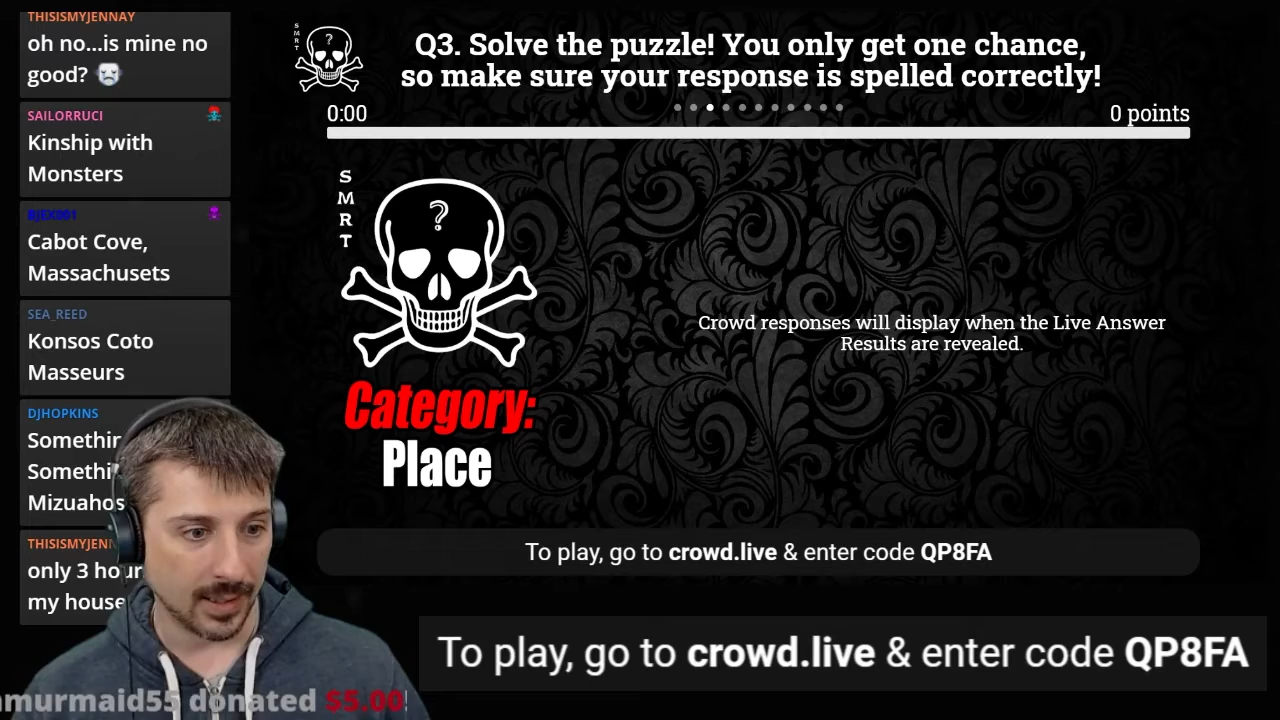 THISISMYJENNAY
oh no...is mine no
good?
SAILORRUCI
Kinship with
Monsters
BJEX001
Cabot Cove,
Massachusets
SEA_REED
Konsos Coto
Masseurs
DJHOPKINS
Mizuahos
only 3 hour
my house
SMRT
?
Q3. Solve the puzzle! You only get one chance,
so make sure your response is spelled correctly!
0:00
0 points
SMRT
?
Category:
Place
Crowd responses will display when the Live Answer
Results are revealed.
To play, go to crowd.live & enter code QP8FA
To play, go to crowd.live & enter code QP8FA
murmaid55 donated $5.00!